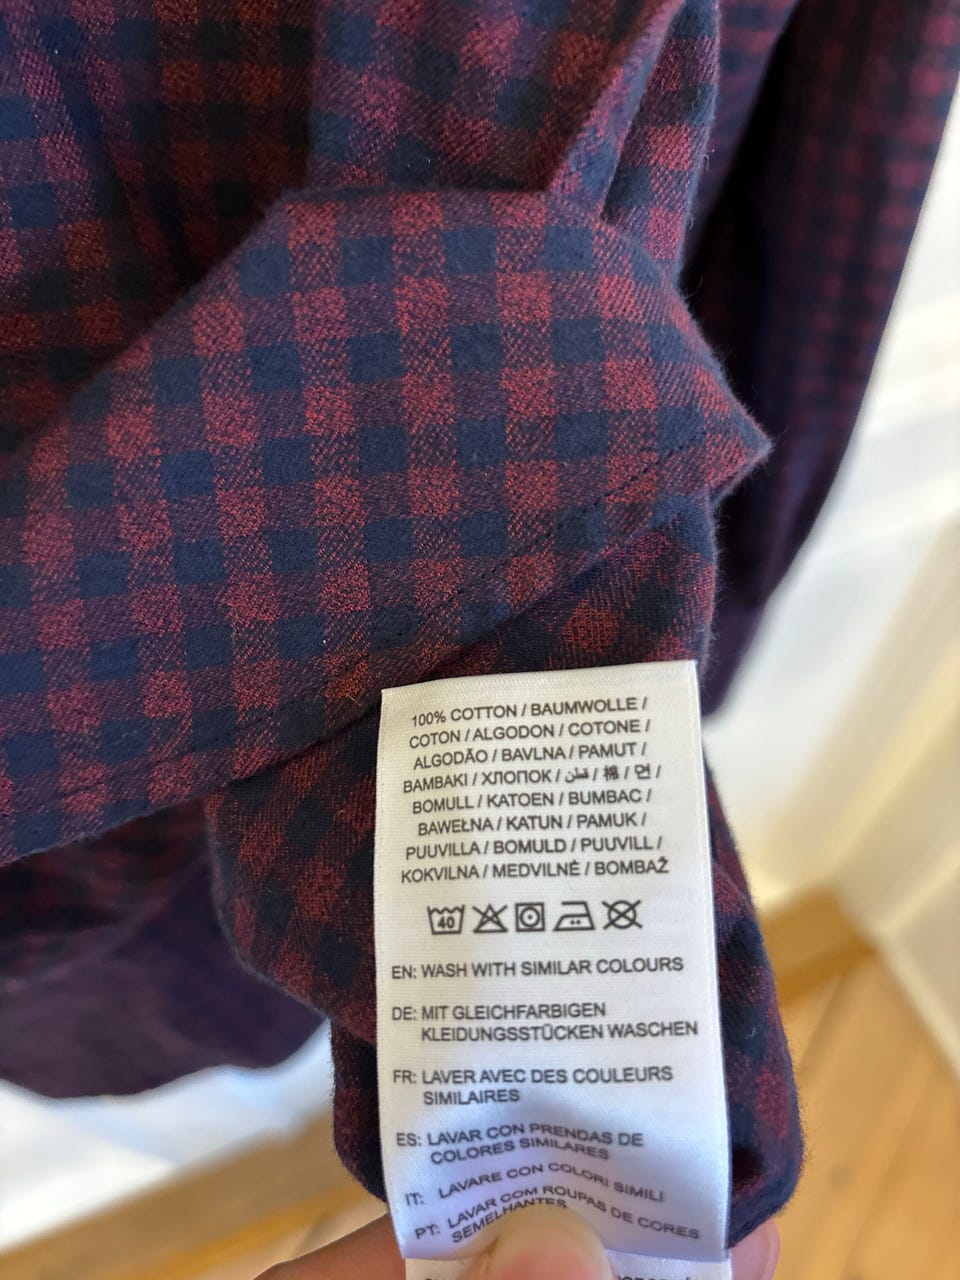 100% COTTON / BAUMWOLLE /
COTON / ALGODON / COTONE /
ALGODÃO / BAVLNA / PAMUT /
BAMBAKI / ХЛОПОК / قطن / 棉 / 면 /
BOMULL / KATOEN / BUMBAC /
BAWEŁNA / KATUN / PAMUK /
PUUVILLA / BOMULD / PUUVILL /
KOKVILNA / MEDVILNĖ / BOMBAŽ
40
EN: WASH WITH SIMILAR COLOURS
DE: MIT GLEICHFARBIGEN
KLEIDUNGSSTÜCKEN WASCHEN
FR: LAVER AVEC DES COULEURS
SIMILAIRES
ES: LAVAR CON PRENDAS DE
COLORES SIMILARES
IT: LAVARE CON COLORI SIMILI
PT: LAVAR COM ROUPAS DE CORES
SEMELHANTES